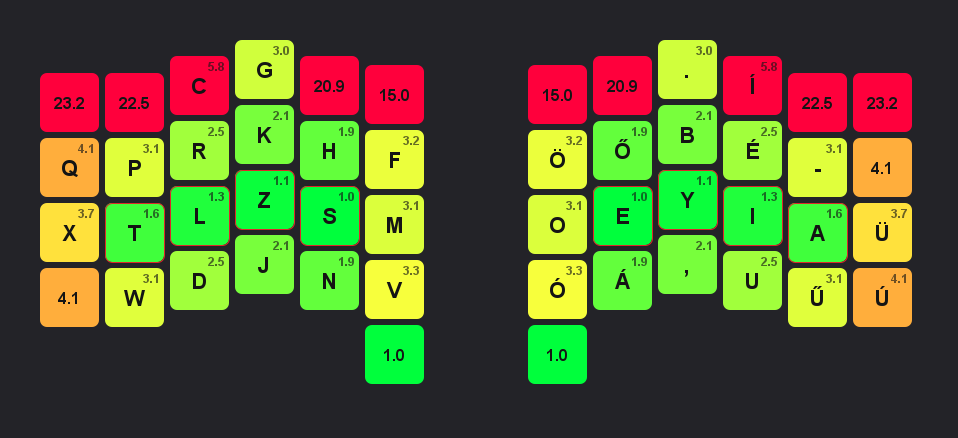 23.2 22.5 5.8 C 3.0 G 20.9 15.0 15.0 20.9 3.0 . 5.8 Í 22.5 23.2
4.1 Q 3.1 P 2.5 R 2.1 K 1.9 H 3.2 F 3.2 Ö 1.9 Ő 2.1 B 2.5 É 3.1 - 4.1
3.7 X 1.6 T 1.3 L 1.1 Z 1.0 S 3.1 M 3.1 O 1.0 E 1.1 Y 1.3 I 1.6 A 3.7 Ü
4.1 3.1 W 2.5 D 2.1 J 1.9 N 3.3 V 3.3 Ó 1.9 Á 2.1 , 2.5 U 3.1 Ű 4.1 Ú
1.0 1.0